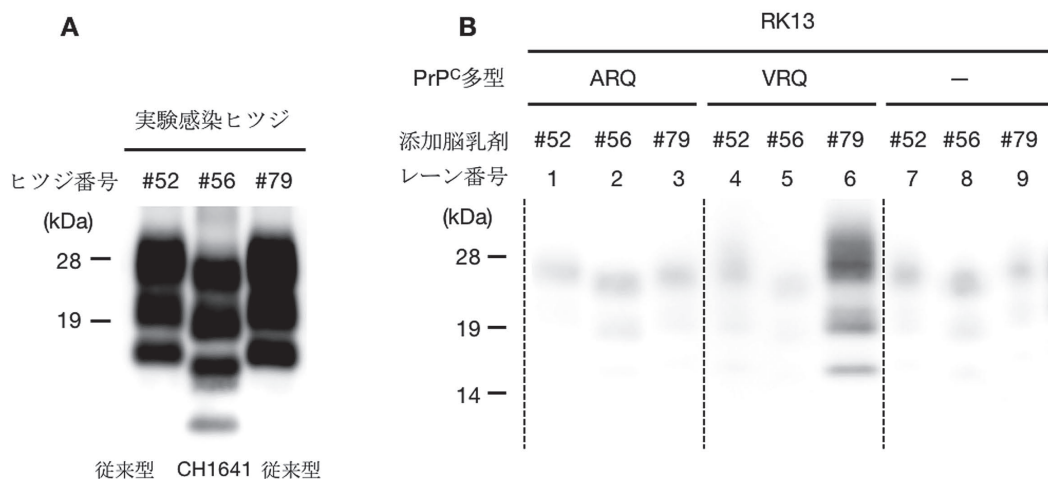 A
実験感染ヒツジ
ヒツジ番号 #52 #56 #79
(kDa)
28
19
従来型 CH1641 従来型
B
RK13
PrPC多型 ARQ VRQ –
添加脳乳剤 #52 #56 #79 #52 #56 #79 #52 #56 #79
レーン番号 1 2 3 4 5 6 7 8 9
(kDa)
28
19
14